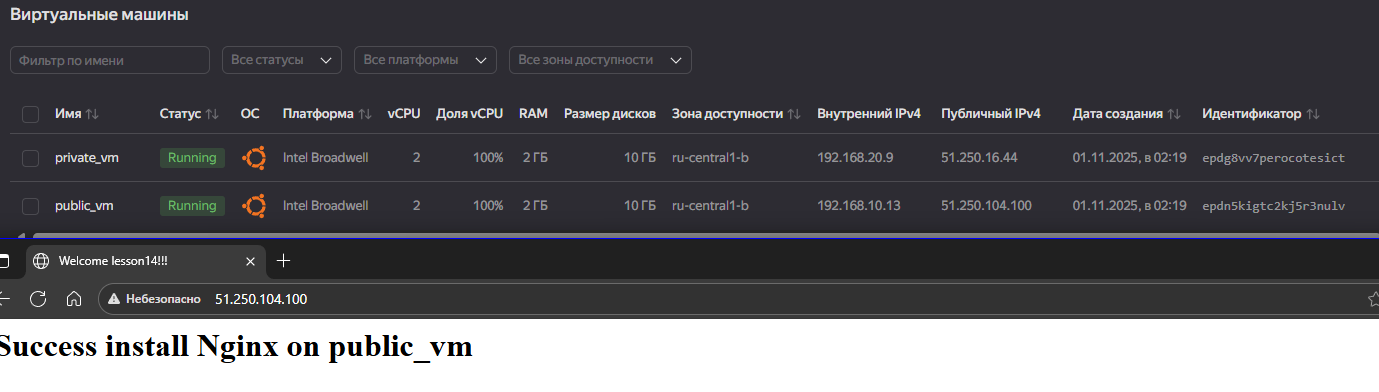 Виртуальные машины
Фильтр по имени Все статусы Все платформы Все зоны доступности
Имя Статус ОС Платформа vCPU Доля vCPU RAM Размер дисков Зона доступности Внутренний IPv4 Публичный IPv4 Дата создания Идентификатор
private_vm Running Intel Broadwell 2 100% 2 ГБ 10 ГБ ru-central1-b 192.168.20.9 51.250.16.44 01.11.2025, в 02:19 epdg8vv7perocotesict
public_vm Running Intel Broadwell 2 100% 2 ГБ 10 ГБ ru-central1-b 192.168.10.13 51.250.104.100 01.11.2025, в 02:19 epdn5kigtc2kj5r3nulv
Welcome lesson14!!!
Небезопасно 51.250.104.100
Success install Nginx on public_vm